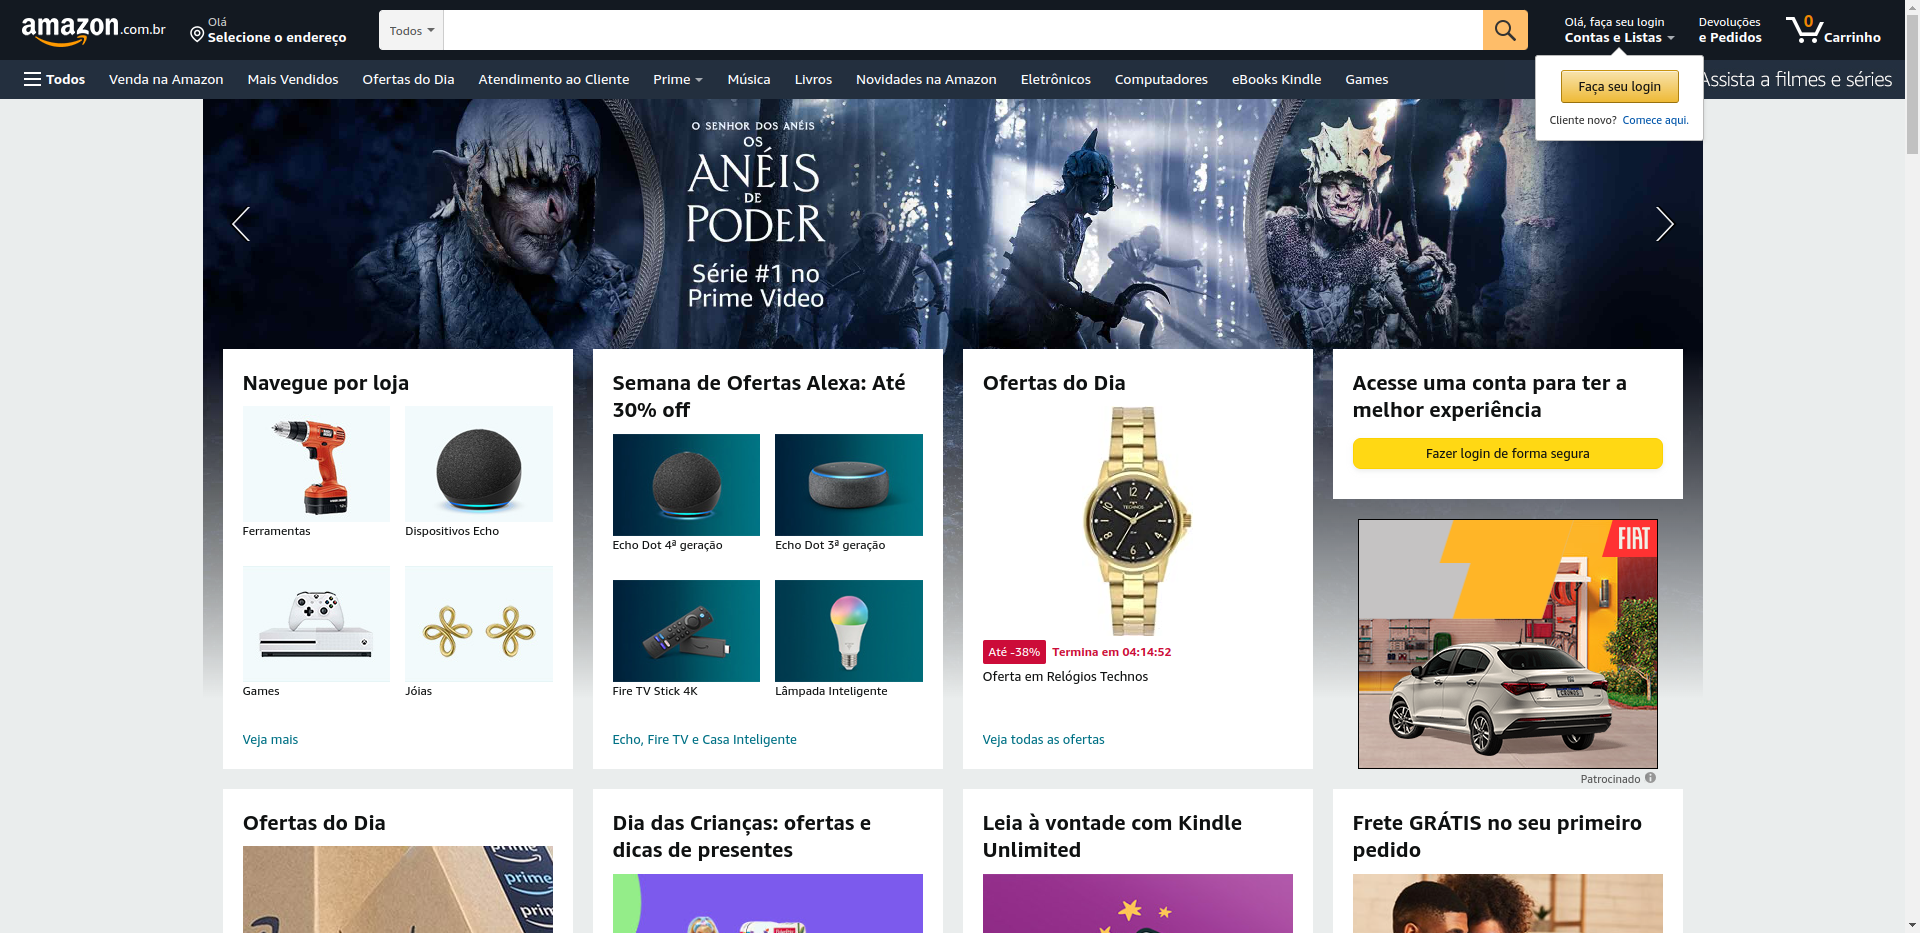 amazon.com.br
Olá
Selecione o endereço
Todos
Olá, faça seu login
Contas e Listas
Devoluções
e Pedidos
0
Carrinho
Todos
Venda na Amazon
Mais Vendidos
Ofertas do Dia
Atendimento ao Cliente
Prime
Música
Livros
Novidades na Amazon
Eletrônicos
Computadores
eBooks Kindle
Games
Assista a filmes e séries
Faça seu login
Cliente novo? Comece aqui.
O SENHOR DOS ANÉIS
OS
ANÉIS
DE
PODER
Série #1 no
Prime Video
Navegue por loja
Ferramentas
Dispositivos Echo
Games
Jóias
Veja mais
Semana de Ofertas Alexa: Até
30% off
Echo Dot 4ª geração
Echo Dot 3ª geração
Fire TV Stick 4K
Lâmpada Inteligente
Echo, Fire TV e Casa Inteligente
Ofertas do Dia
12
TECHNOS
6
Até -38%
Termina em 04:14:52
Oferta em Relógios Technos
Veja todas as ofertas
Acesse uma conta para ter a
melhor experiência
Fazer login de forma segura
FIAT
CRONOS
Patrocinado
Ofertas do Dia
prime
prime
prim
Dia das Crianças: ofertas e
dicas de presentes
Leia à vontade com Kindle
Unlimited
Frete GRÁTIS no seu primeiro
pedido